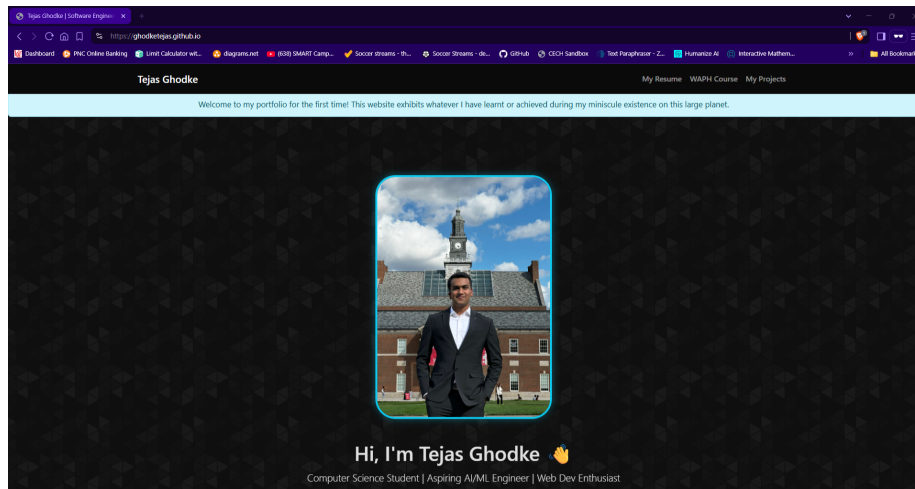 Tejas Ghodke | Software Engineer
https://ghodketejas.github.io
Dashboard PNC Online Banking Limit Calculator wit... diagrams.net (638) SMART Camp... Soccer streams - th... Soccer Streams - de... GitHub CECH Sandbox Text Paraphraser - Z... Humanize AI Interactive Mathem... » All Bookmark
Tejas Ghodke My Resume WAPH Course My Projects
Welcome to my portfolio for the first time! This website exhibits whatever I have learnt or achieved during my miniscule existence on this large planet.
Hi, I'm Tejas Ghodke 👋
Computer Science Student | Aspiring AI/ML Engineer | Web Dev Enthusiast